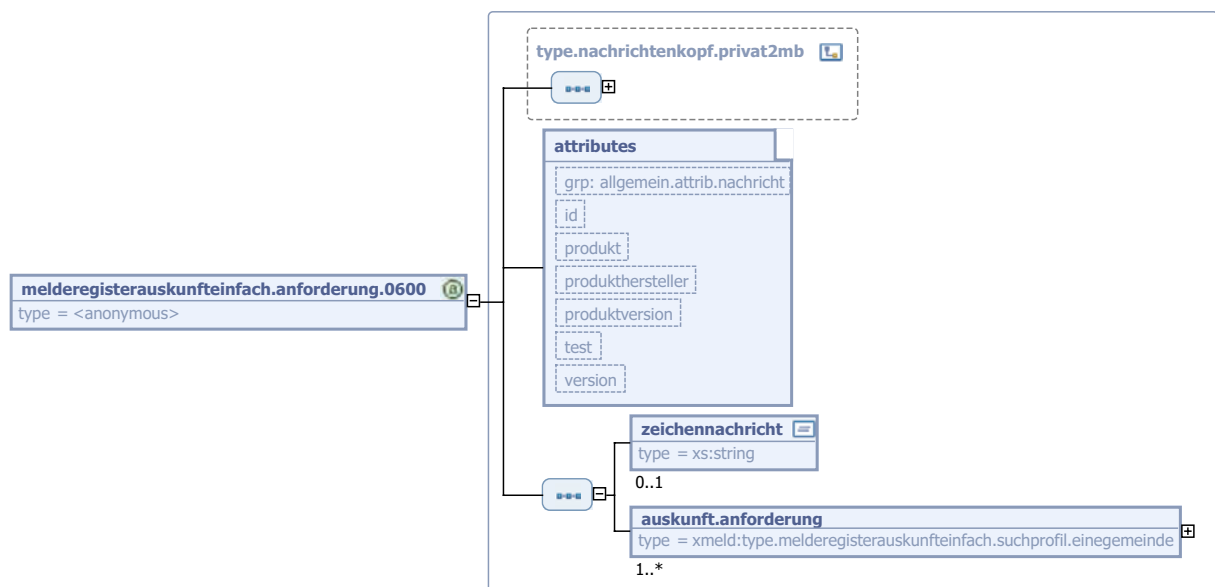 type.nachrichtenkopf.privat2mb
attributes
grp: allgemein.attrib.nachricht
id
produkt
produkthersteller
produktversion
test
version
melderegisterauskunfteinfach.anforderung.0600
type = <anonymous>
zeichennachricht
type = xs:string
0..1
auskunft.anforderung
type = xmeld:type.melderegisterauskunfteinfach.suchprofil.einegemeinde
1..*